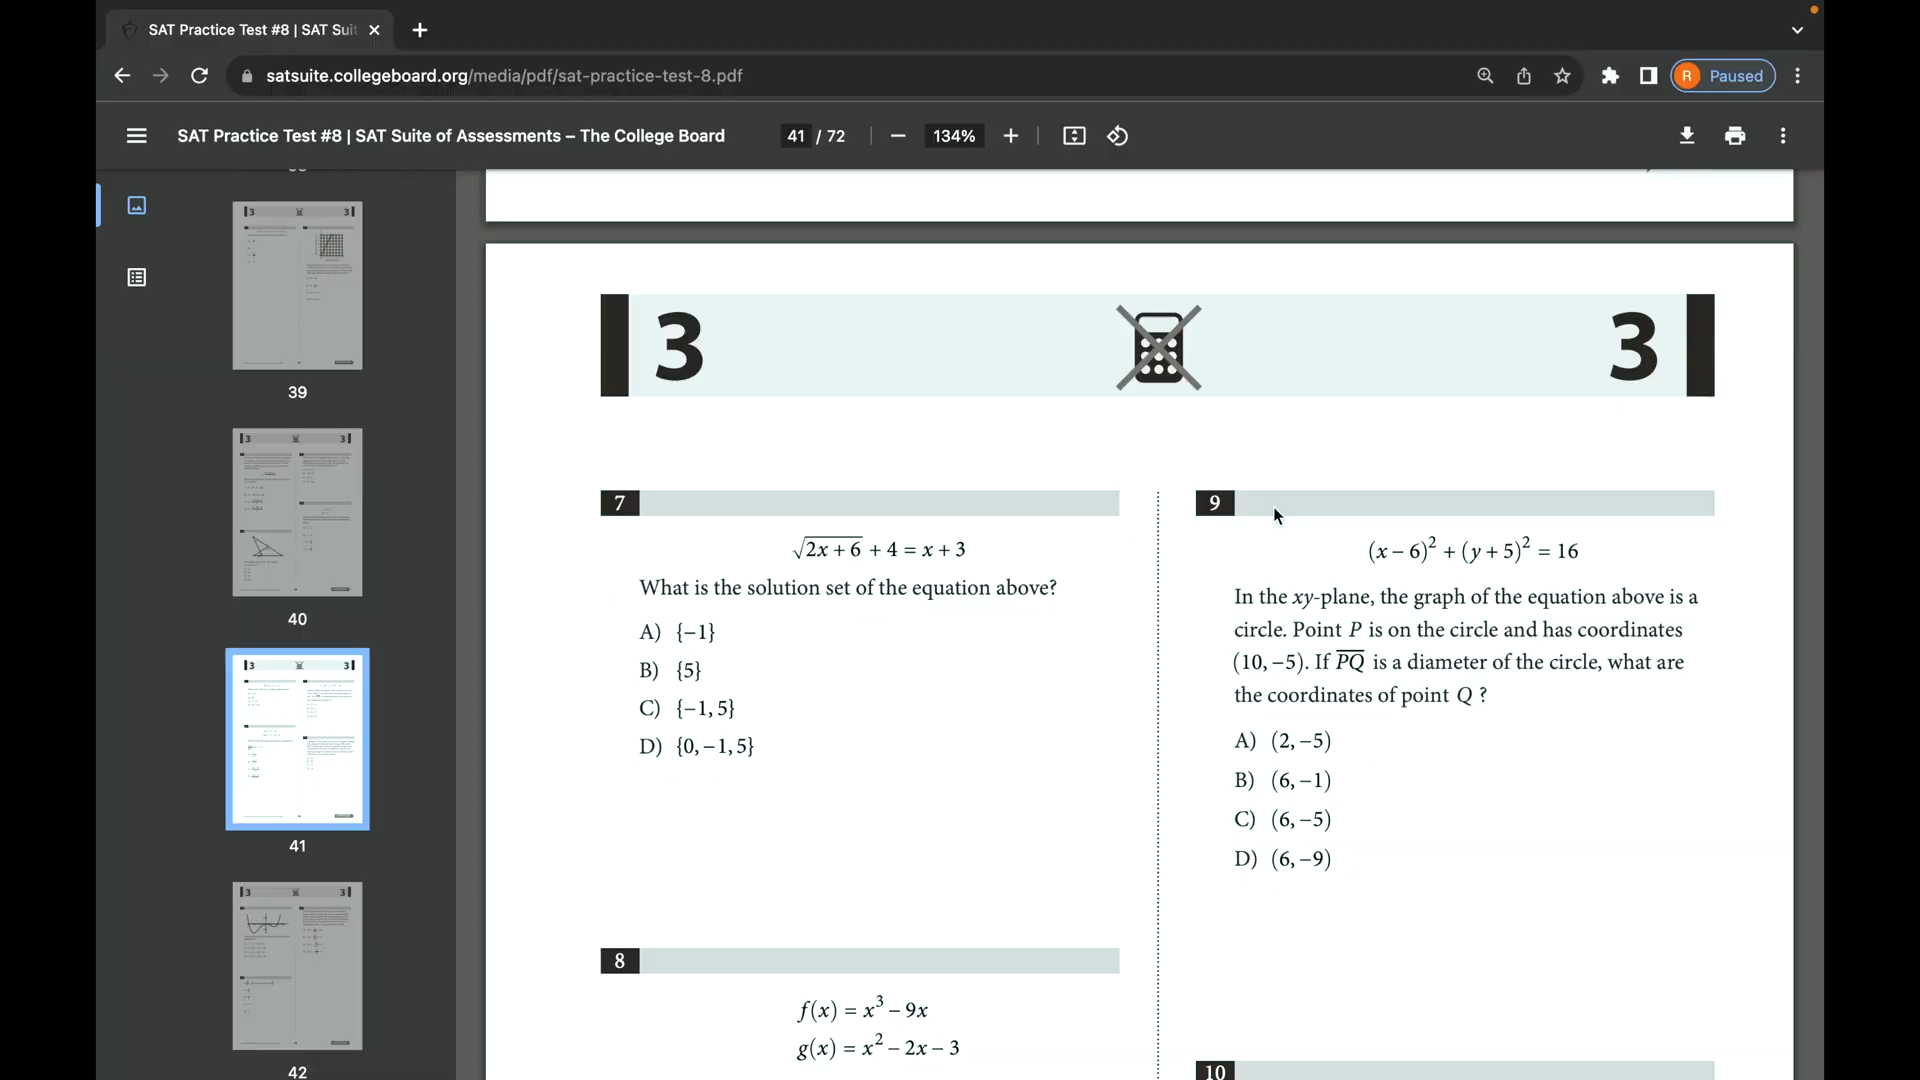 SAT Practice Test #8 | SAT Suit
satsuite.collegeboard.org/media/pdf/sat-practice-test-8.pdf
R Paused
SAT Practice Test #8 | SAT Suite of Assessments – The College Board
41 / 72
134%
39
40
41
42
3
3
7
√2x + 6 + 4 = x + 3
What is the solution set of the equation above?
A) {−1}
B) {5}
C) {−1, 5}
D) {0, −1, 5}
8
f(x) = x³ − 9x
g(x) = x² − 2x − 3
9
(x − 6)² + (y + 5)² = 16
In the xy-plane, the graph of the equation above is a
circle. Point P is on the circle and has coordinates
(10, −5). If P̅Q̅ is a diameter of the circle, what are
the coordinates of point Q ?
A) (2, −5)
B) (6, −1)
C) (6, −5)
D) (6, −9)
10